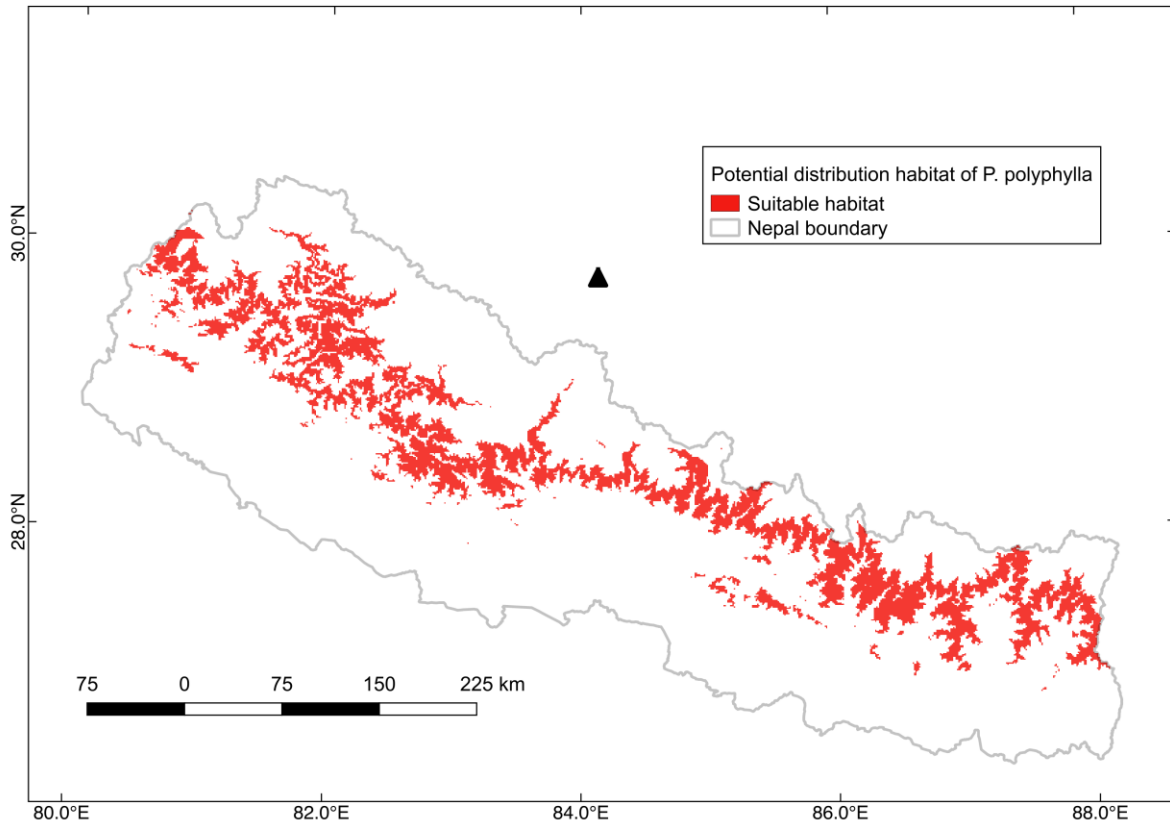 Potential distribution habitat of P. polyphylla
Suitable habitat
Nepal boundary
30.0°N
28.0°N
75 0 75 150 225 km
80.0°E 82.0°E 84.0°E 86.0°E 88.0°E